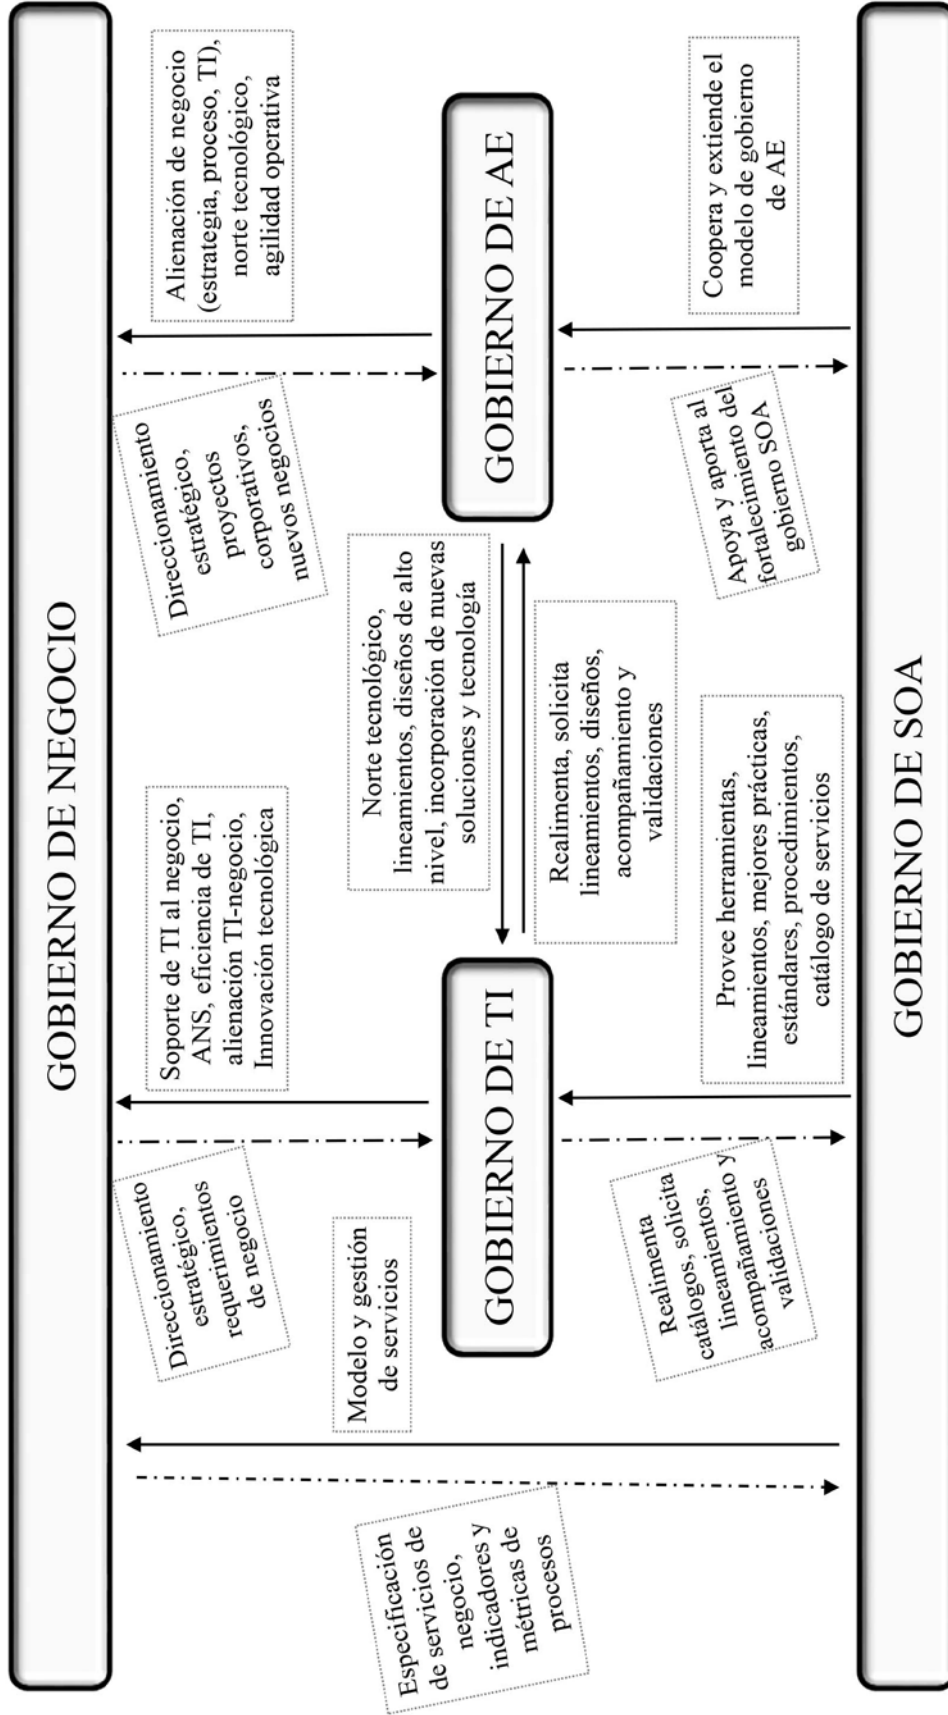 GOBIERNO DE NEGOCIO
Especificación
de servicios de
negocio,
indicadores y
métricas de
procesos
Modelo y gestión
de servicios
Direccionamiento
estratégico,
requerimientos
de negocio
Soporte de TI al negocio,
ANS, eficiencia de TI,
alienación TI-negocio,
Innovación tecnológica
Direccionamiento
estratégico,
proyectos
corporativos,
nuevos negocios
Alienación de negocio
(estrategia, proceso, TI),
norte tecnológico,
agilidad operativa
GOBIERNO DE TI
Norte tecnológico,
lineamientos, diseños de alto
nivel, incorporación de nuevas
soluciones y tecnología
Realimenta, solicita
lineamientos, diseños,
acompañamiento y
validaciones
GOBIERNO DE AE
Realimenta
catálogos, solicita
lineamientos,
acompañamiento y
validaciones
Provee herramientas,
lineamientos, mejores prácticas,
estándares, procedimientos,
catálogo de servicios
Apoya y aporta al
fortalecimiento del
gobierno SOA
Coopera y extiende el
modelo de gobierno
de AE
GOBIERNO DE SOA